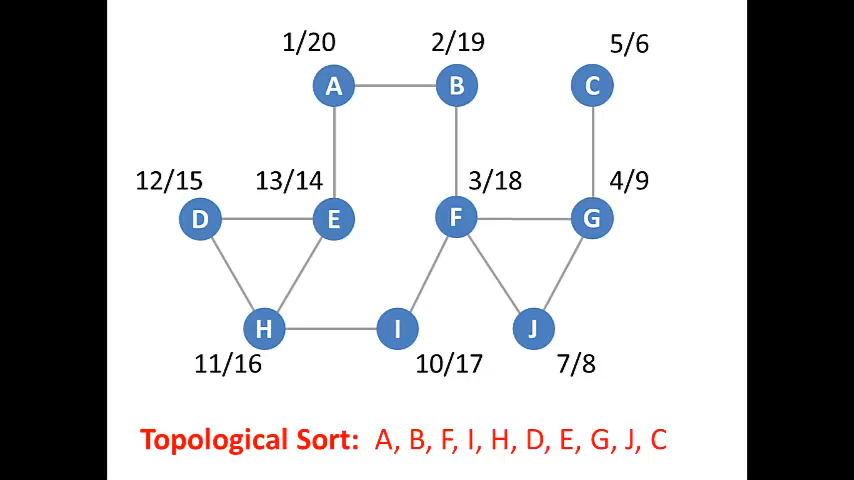 1/20 2/19 5/6
A B C
12/15 13/14 3/18 4/9
D E F G
H I J
11/16 10/17 7/8
Topological Sort: A, B, F, I, H, D, E, G, J, C